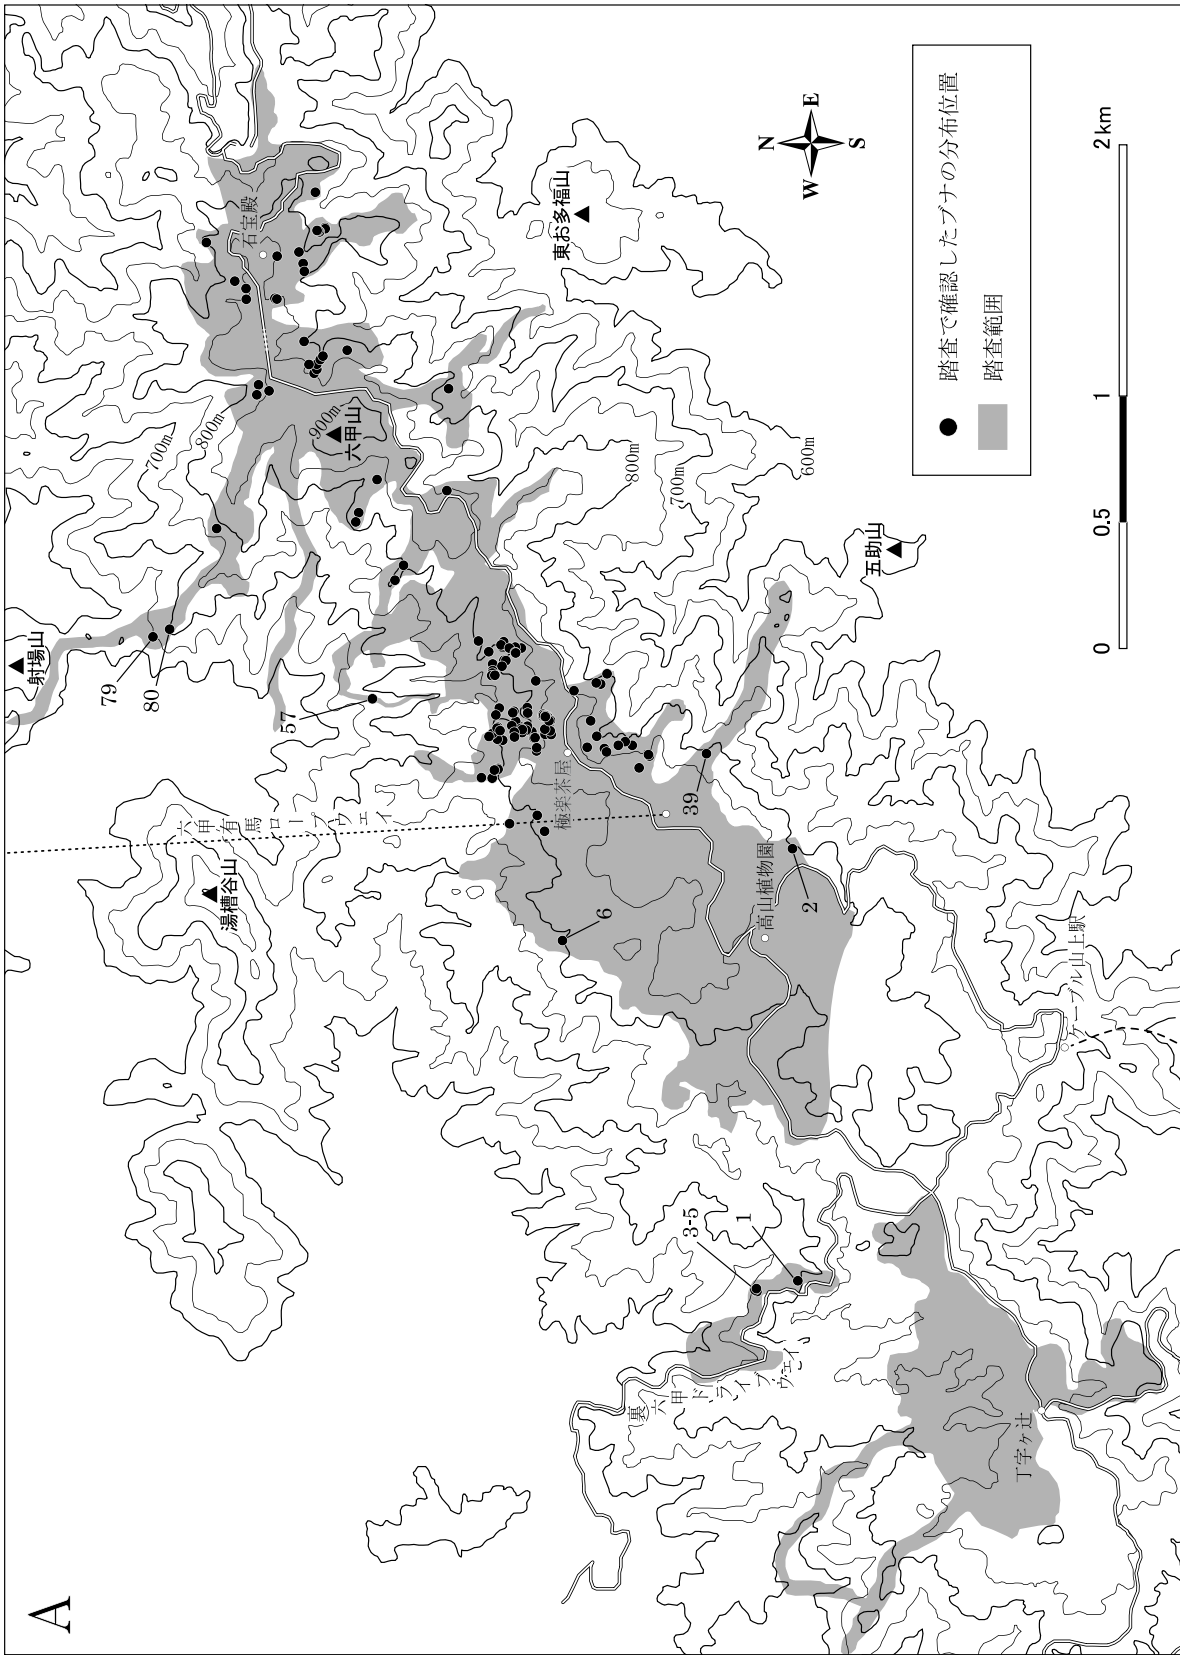 A
射場山
79
80
57
湯槽谷山
六甲有馬ロープウェイ
700m
800m
900m
六甲山
石宝殿
東お多福山
N
W
E
S
極楽茶屋
800m
700m
600m
五助山
39
2
6
高山植物園
ケーブル山上駅
3-5
1
裏六甲ドライブウェイ
丁字ヶ辻
踏査で確認したブナの分布位置
踏査範囲
0
0.5
1
2km